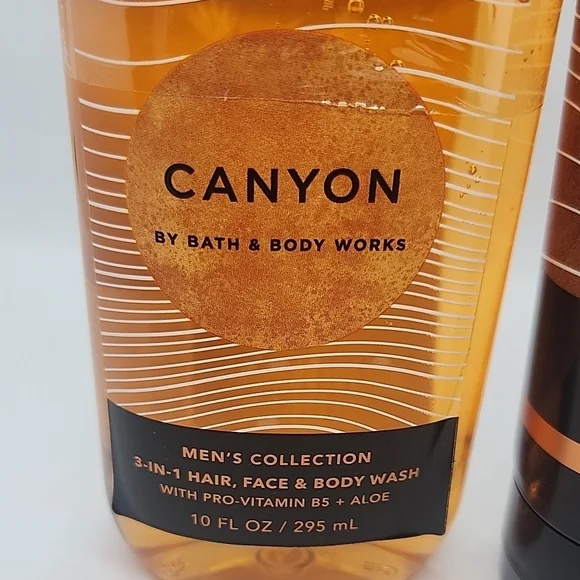 CANYON
BY BATH & BODY WORKS
MEN'S COLLECTION
3-IN-1 HAIR, FACE & BODY WASH
WITH PRO-VITAMIN B5 + ALOE
10 FL OZ / 295 mL